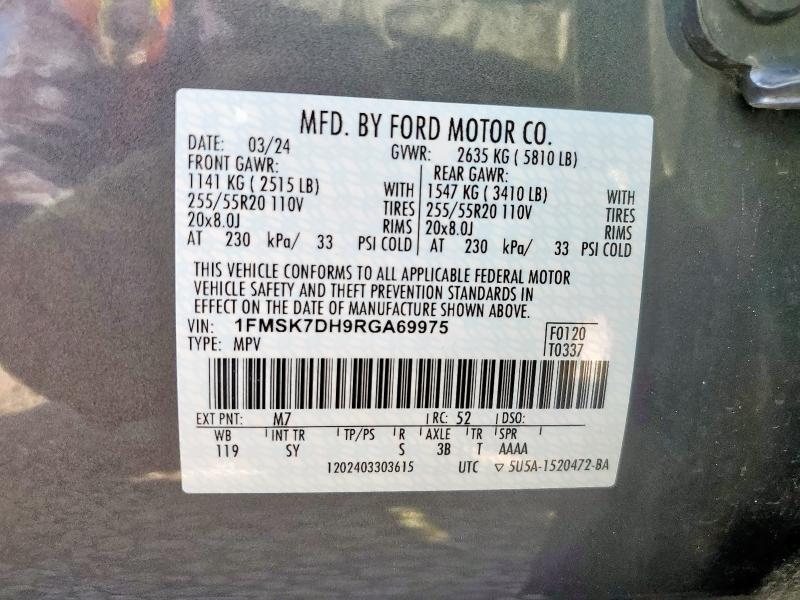 MFD. BY FORD MOTOR CO.
DATE: 03/24 GVWR: 2635 KG ( 5810 LB)
FRONT GAWR: REAR GAWR:
1141 KG ( 2515 LB) WITH 1547 KG ( 3410 LB) WITH
255/55R20 110V TIRES 255/55R20 110V TIRES
20x8.0J RIMS 20x8.0J RIMS
AT 230 kPa/ 33 PSI COLD AT 230 kPa/ 33 PSI COLD
THIS VEHICLE CONFORMS TO ALL APPLICABLE FEDERAL MOTOR
VEHICLE SAFETY AND THEFT PREVENTION STANDARDS IN
EFFECT ON THE DATE OF MANUFACTURE SHOWN ABOVE.
VIN: 1FMSK7DH9RGA69975 F0120
TYPE: MPV T0337
EXT PNT: M7 RC: 52 DSO:
WB INT TR TP/PS R AXLE TR SPR
119 SY S 3B T AAAA
1202403303615 UTC ▽ 5U5A-1520472-BA